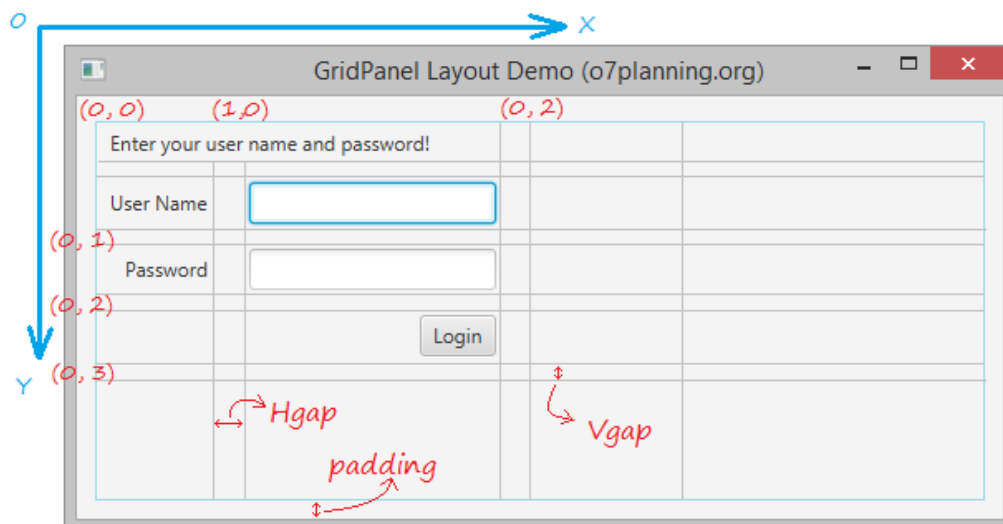 O
X
GridPanel Layout Demo (o7planning.org)
(0, 0) (1,0) (0, 2)
Enter your user name and password!
User Name
(0, 1)
Password
(0, 2)
Login
Y (0, 3)
Hgap
Vgap
padding